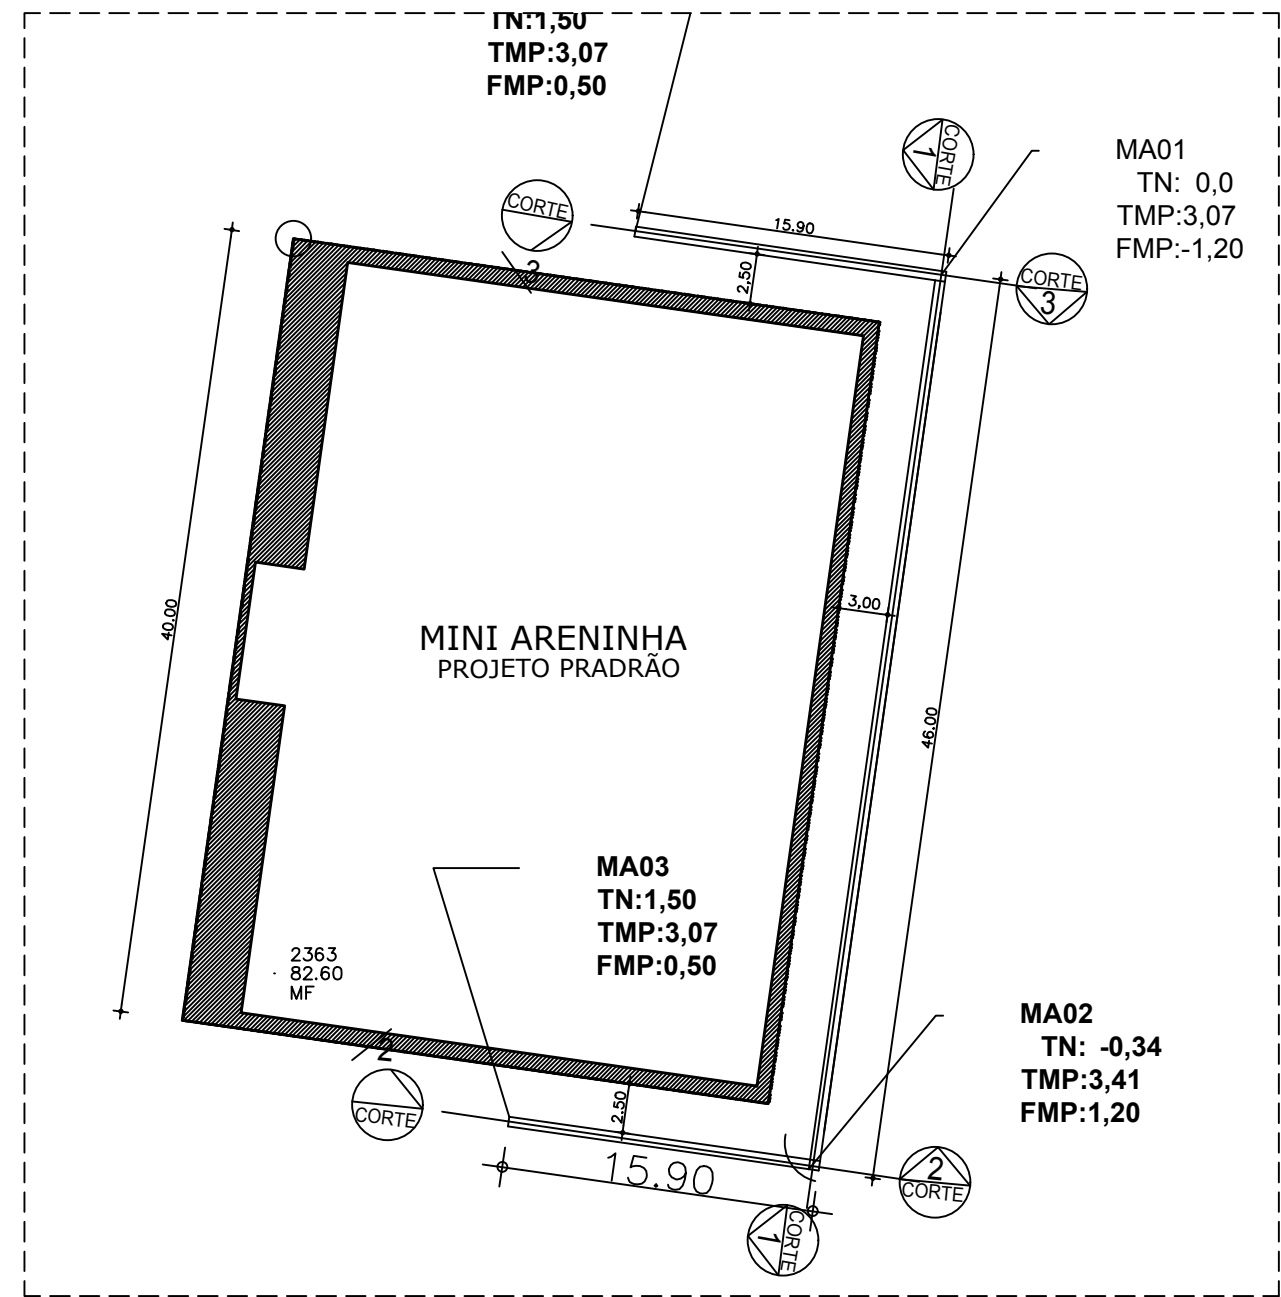 TN:1,50
TMP:3,07
FMP:0,50
CORTE
1
MA01
TN: 0,0
TMP:3,07
FMP:-1,20
CORTE
3
15.90
2.50
CORTE
3
40.00
3,00
MINI ARENINHA
PROJETO PRADRÃO
46.00
MA03
TN:1,50
TMP:3,07
FMP:0,50
2363
82.60
MF
MA02
TN: -0,34
TMP:3,41
FMP:1,20
2
CORTE
2.50
15.90
2
CORTE
1
CORTE